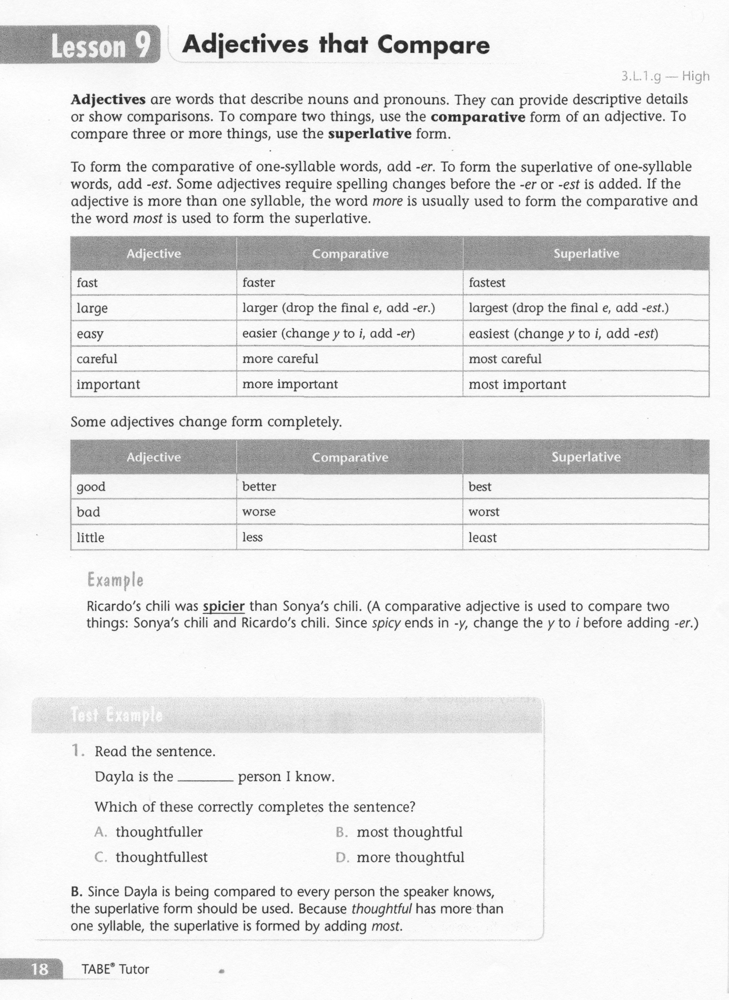 Lesson 9 Adjectives that Compare
3.L.1.g — High
Adjectives are words that describe nouns and pronouns. They can provide descriptive details
or show comparisons. To compare two things, use the comparative form of an adjective. To
compare three or more things, use the superlative form.
To form the comparative of one-syllable words, add -er. To form the superlative of one-syllable
words, add -est. Some adjectives require spelling changes before the -er or -est is added. If the
adjective is more than one syllable, the word more is usually used to form the comparative and
the word most is used to form the superlative.
Adjective Comparative Superlative
fast faster fastest
large larger (drop the final e, add -er.) largest (drop the final e, add -est.)
easy easier (change y to i, add -er) easiest (change y to i, add -est)
careful more careful most careful
important more important most important
Some adjectives change form completely.
Adjective Comparative Superlative
good better best
bad worse worst
little less least
Example
Ricardo's chili was spicier than Sonya's chili. (A comparative adjective is used to compare two
things: Sonya's chili and Ricardo's chili. Since spicy ends in -y, change the y to i before adding -er.)
Test Example
1. Read the sentence.
Dayla is the ________ person I know.
Which of these correctly completes the sentence?
A. thoughtfuller B. most thoughtful
C. thoughtfullest D. more thoughtful
B. Since Dayla is being compared to every person the speaker knows,
the superlative form should be used. Because thoughtful has more than
one syllable, the superlative is formed by adding most.
18 TABE® Tutor